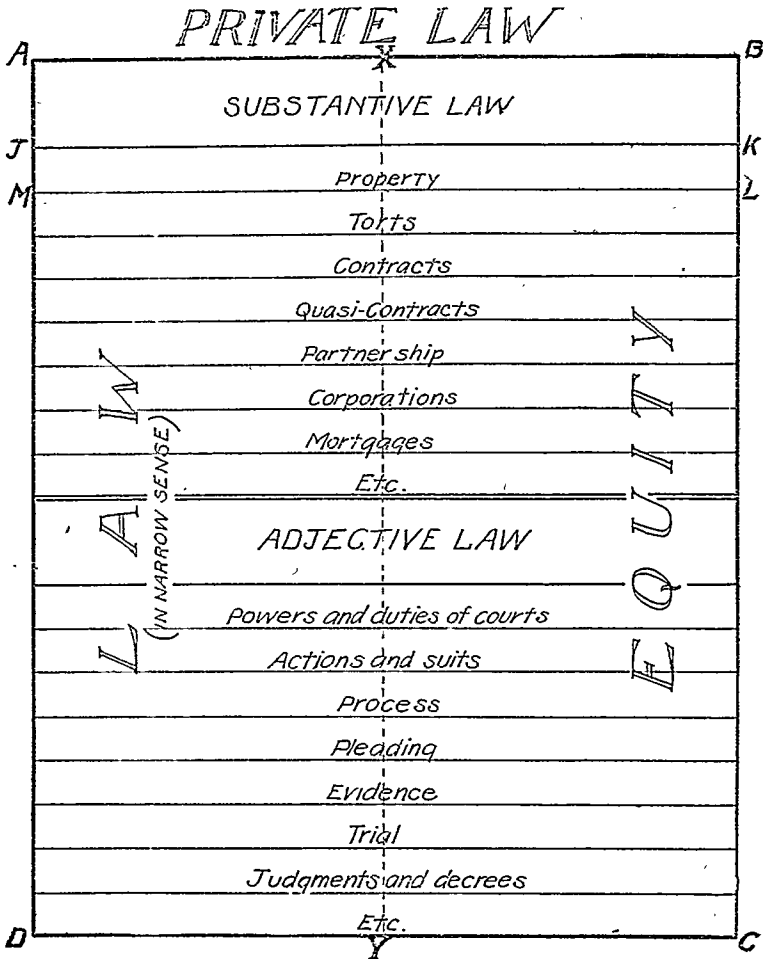 PRIVATE LAW
A X B
SUBSTANTIVE LAW
J K
Property
M L
Torts
Contracts
Quasi-Contracts
Partnership
Corporations
Mortgages
Etc.
LAW
(IN NARROW SENSE)
EQUITY
ADJECTIVE LAW
Powers and duties of courts
Actions and suits
Process
Pleading
Evidence
Trial
Judgments and decrees
Etc.
D Y C